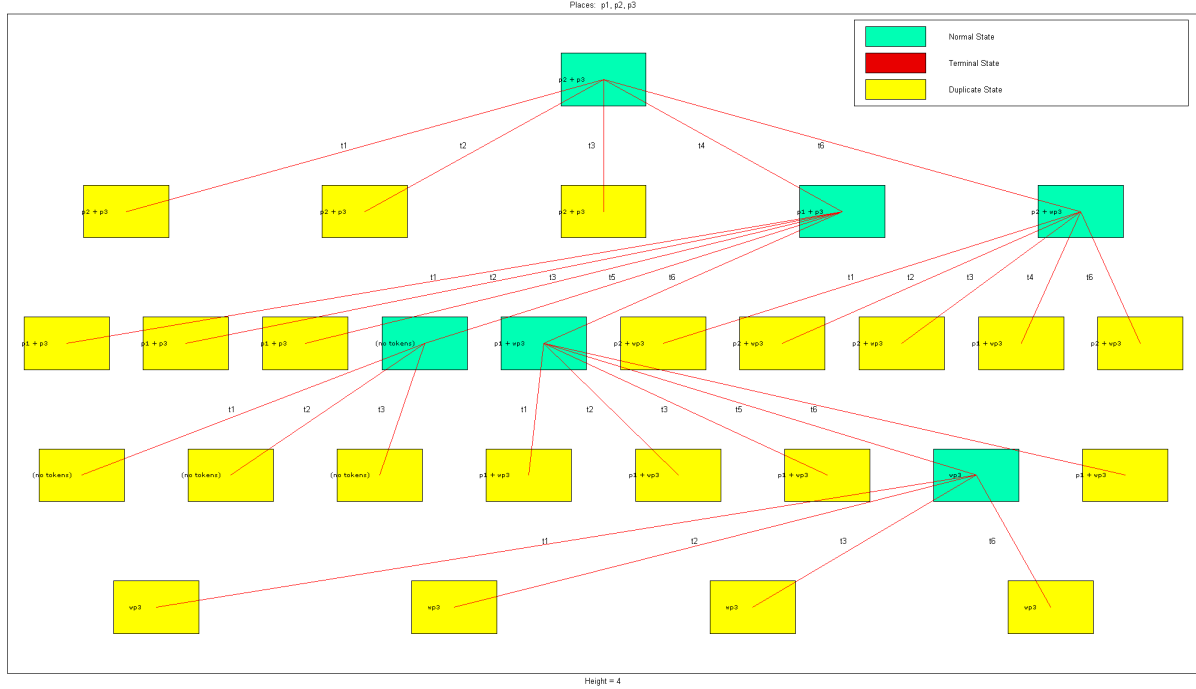 Places: p1, p2, p3
Normal State
Terminal State
Duplicate State
p2 + p3
t1
t2
t3
t4
t6
p2 + p3
p2 + p3
p2 + p3
p1 + p3
p2 + wp3
t1
t2
t3
t5
t6
t1
t2
t3
t4
t6
p1 + p3
p1 + p3
p1 + p3
(no tokens)
p1 + wp3
p2 + wp3
p2 + wp3
p2 + wp3
p1 + wp3
p2 + wp3
t1
t2
t3
t1
t2
t3
t5
t6
(no tokens)
(no tokens)
(no tokens)
p1 + wp3
p1 + wp3
p1 + wp3
wp3
p1 + wp3
t1
t2
t3
t6
wp3
wp3
wp3
wp3
Height = 4